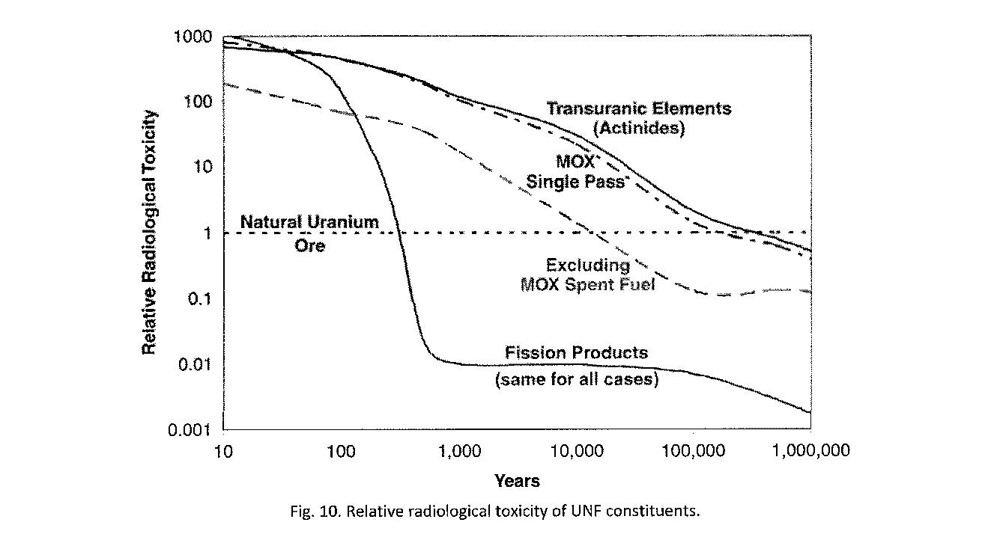 1000
100
10
1
0.1
0.01
0.001
Relative Radiological Toxicity
Transuranic Elements
(Actinides)
MOX
Single Pass
Natural Uranium
Ore
Excluding
MOX Spent Fuel
Fission Products
(same for all cases)
10 100 1,000 10,000 100,000 1,000,000
Years
Fig. 10. Relative radiological toxicity of UNF constituents.